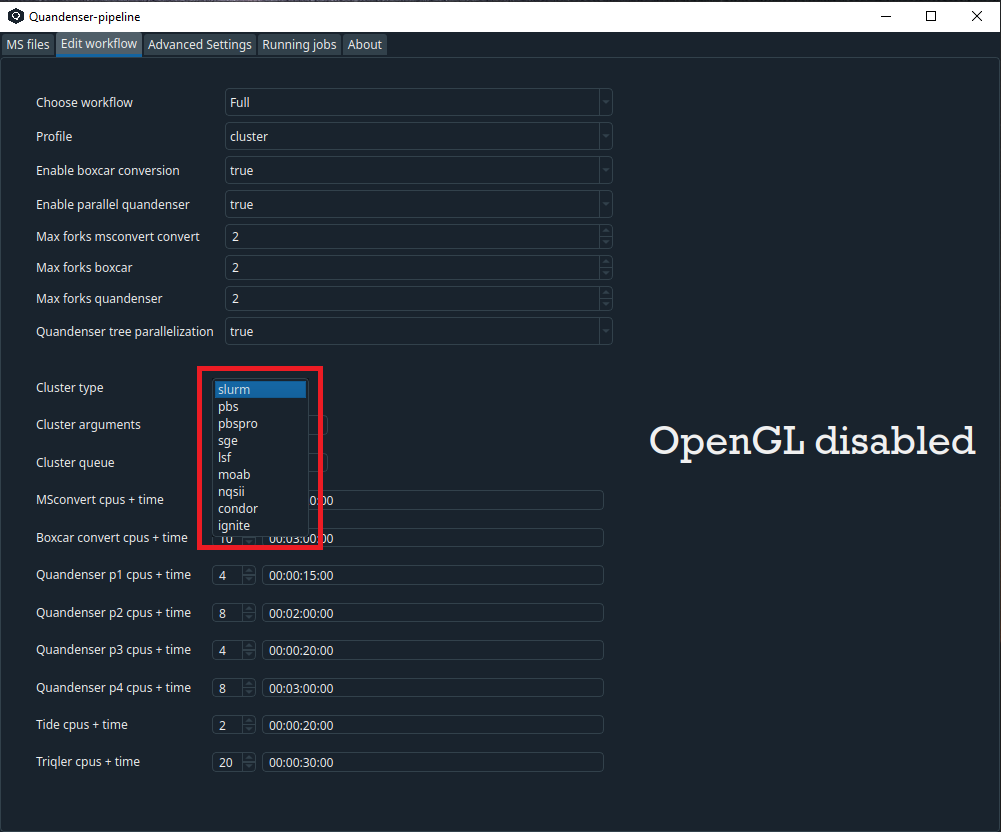 Quandenser-pipeline
MS files Edit workflow Advanced Settings Running jobs About
Choose workflow Full
Profile cluster
Enable boxcar conversion true
Enable parallel quandenser true
Max forks msconvert convert 2
Max forks boxcar 2
Max forks quandenser 2
Quandenser tree parallelization true
Cluster type slurm
pbs
Cluster arguments pbspro
sge
Cluster queue lsf
moab
nqsii
condor
ignite
OpenGL disabled
MSconvert cpus + time 0:00
Boxcar convert cpus + time 10 00:03:00:00
Quandenser p1 cpus + time 4 00:00:15:00
Quandenser p2 cpus + time 8 00:02:00:00
Quandenser p3 cpus + time 4 00:00:20:00
Quandenser p4 cpus + time 8 00:03:00:00
Tide cpus + time 2 00:00:20:00
Triqler cpus + time 20 00:00:30:00